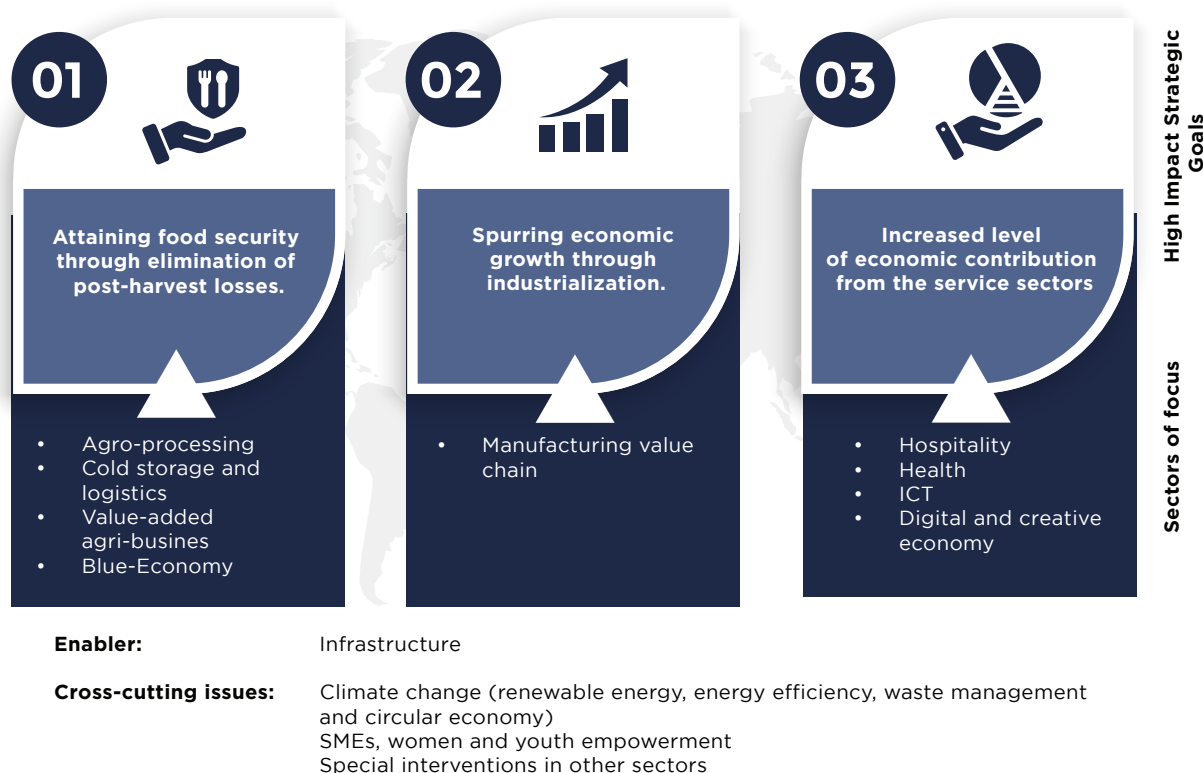 01
Attaining food security
through elimination of
post-harvest losses.
• Agro-processing
• Cold storage and
logistics
• Value-added
agri-busines
• Blue-Economy
02
Spurring economic
growth through
industrialization.
• Manufacturing value
chain
03
Increased level
of economic contribution
from the service sectors
• Hospitality
• Health
• ICT
• Digital and creative
economy
High Impact Strategic
Goals
Sectors of focus
Enabler: Infrastructure
Cross-cutting issues: Climate change (renewable energy, energy efficiency, waste management
and circular economy)
SMEs, women and youth empowerment
Special interventions in other sectors